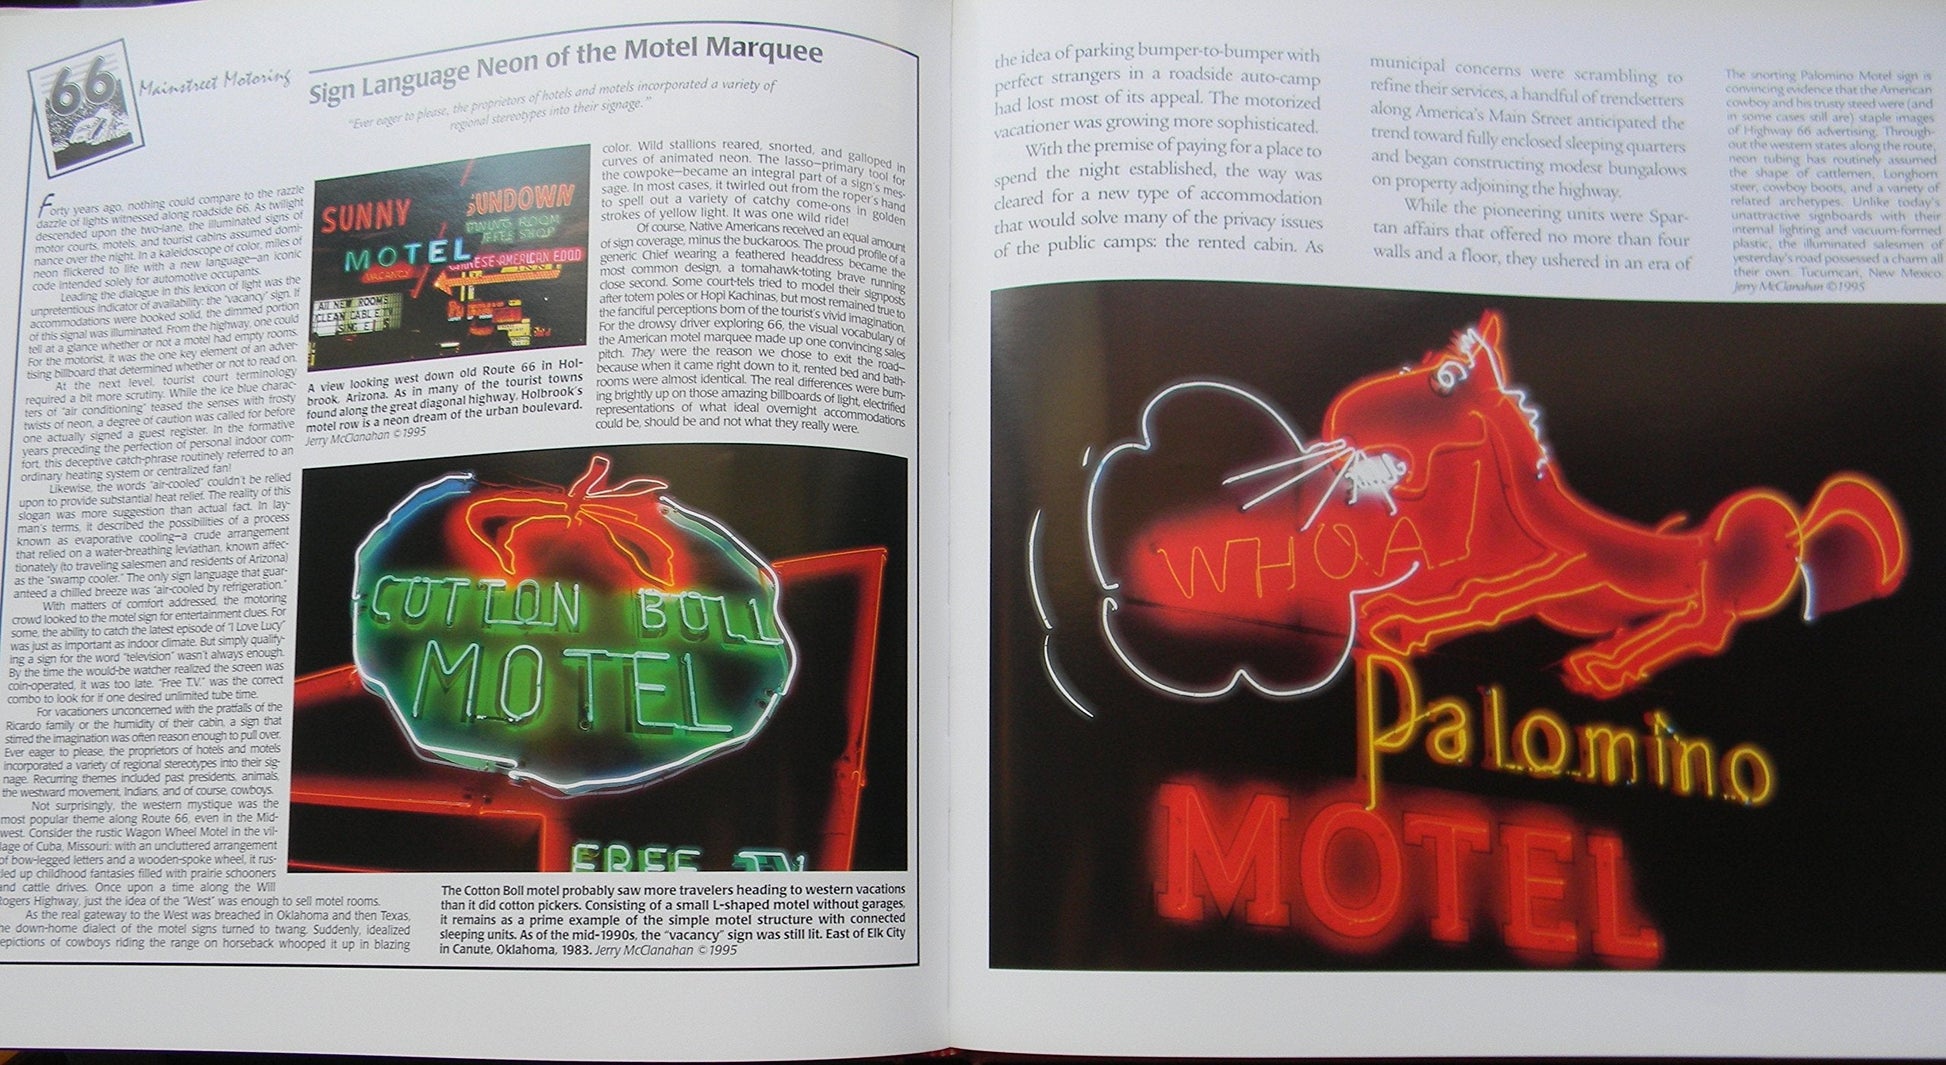 66
Mainstreet Motoring
Sign Language Neon of the Motel Marquee
"Ever eager to please, the proprietors of hotels and motels incorporated a variety of
regional stereotypes into their signage."
Forty years ago, nothing could compare to the razzle
dazzle of lights witnessed along roadside 66. As twilight
descended upon the two-lane, the illuminated signs of
motor courts, motels, and tourist cabins assumed domi-
nance over the night. In a kaleidoscope of color, miles of
neon flickered to life with a new language—an iconic
code intended solely for automotive occupants.
Leading the dialogue in this lexicon of light was the
unpretentious indicator of availability: the "vacancy" sign. If
accommodations were booked solid, the dimmed portion
of this signal was illuminated. From the highway, one could
tell at a glance whether or not a motel had empty rooms.
For the motorist, it was the one key element of an adver-
tising billboard that determined whether or not to read on.
At the next level, tourist court terminology
required a bit more scrutiny. While the ice blue charac-
ters of "air conditioning" teased the senses with frosty
twists of neon, a degree of caution was called for before
one actually signed a guest register. In the formative
years preceding the perfection of personal indoor com-
fort, this deceptive catch-phrase routinely referred to an
ordinary heating system or centralized fan!
Likewise, the words "air-cooled" couldn't be relied
upon to provide substantial heat relief. The reality of this
slogan was more suggestion than actual fact. In lay-
man's terms, it described the possibilities of a process
known as evaporative cooling—a crude arrangement
that relied on a water-breathing leviathan, known affec-
tionately (to traveling salesmen and residents of Arizona)
as the "swamp cooler." The only sign language that guar-
anteed a chilled breeze was "air-cooled by refrigeration."
With matters of comfort addressed, the motoring
crowd looked to the motel sign for entertainment clues. For
some, the ability to catch the latest episode of "I Love Lucy"
was just as important as indoor climate. But simply qualify-
ing a sign for the word "television" wasn't always enough.
By the time the would-be watcher realized the screen was
coin-operated, it was too late. "Free T.V." was the correct
combo to look for if one desired unlimited tube time.
For vacationers unconcerned with the pratfalls of the
Ricardo family or the humidity of their cabin, a sign that
stirred the imagination was often reason enough to pull over.
Ever eager to please, the proprietors of hotels and motels
incorporated a variety of regional stereotypes into their sig-
nage. Recurring themes included past presidents, animals,
the westward movement, Indians, and of course, cowboys.
Not surprisingly, the western mystique was the
most popular theme along Route 66, even in the Mid-
west. Consider the rustic Wagon Wheel Motel in the vil-
lage of Cuba, Missouri: with an uncluttered arrangement
of bow-legged letters and a wooden-spoke wheel, it rus-
tled up childhood fantasies filled with prairie schooners
and cattle drives. Once upon a time along the Will
Rogers Highway, just the idea of the "West" was enough to sell motel rooms.
As the real gateway to the West was breached in Oklahoma and then Texas,
he down-home dialect of the motel signs turned to twang. Suddenly, idealized
epictions of cowboys riding the range on horseback whooped it up in blazing
SUNNY
MOTEL
VACANCY
SUNDOWN
DINING ROOM
COFFEE SHOP
CHINESE-AMERICAN FOOD
INN
ALL NEW ROOMS
CLEAN CABLE
SINGLE
A view looking west down old Route 66 in Hol-
brook, Arizona. As in many of the tourist towns
found along the great diagonal highway, Holbrook's
motel row is a neon dream of the urban boulevard.
Jerry McClanahan ©1995
color. Wild stallions reared, snorted, and galloped in
curves of animated neon. The lasso—primary tool for
the cowpoke—became an integral part of a sign's mes-
sage. In most cases, it twirled out from the roper's hand
to spell out a variety of catchy come-ons in golden
strokes of yellow light. It was one wild ride!
Of course, Native Americans received an equal amount
of sign coverage, minus the buckaroos. The proud profile of a
generic Chief wearing a feathered headdress became the
most common design, a tomahawk-toting brave running
close second. Some court-tels tried to model their signposts
after totem poles or Hopi Kachinas, but most remained true to
the fanciful perceptions born of the tourist's vivid imagination.
For the drowsy driver exploring 66, the visual vocabulary of
the American motel marquee made up one convincing sales
pitch. They were the reason we chose to exit the road—
because when it came right down to it, rented bed and bath-
rooms were almost identical. The real differences were burn-
ing brightly up on those amazing billboards of light, electrified
representations of what ideal overnight accommodations
could be, should be and not what they really were.
COTTON BOLL
MOTEL
FREE TV
The Cotton Boll motel probably saw more travelers heading to western vacations
than it did cotton pickers. Consisting of a small L-shaped motel without garages,
it remains as a prime example of the simple motel structure with connected
sleeping units. As of the mid-1990s, the "vacancy" sign was still lit. East of Elk City
in Canute, Oklahoma, 1983. Jerry McClanahan ©1995
the idea of parking bumper-to-bumper with
perfect strangers in a roadside auto-camp
had lost most of its appeal. The motorized
vacationer was growing more sophisticated.
With the premise of paying for a place to
spend the night established, the way was
cleared for a new type of accommodation
that would solve many of the privacy issues
of the public camps: the rented cabin. As
municipal concerns were scrambling to
refine their services, a handful of trendsetters
along America's Main Street anticipated the
trend toward fully enclosed sleeping quarters
and began constructing modest bungalows
on property adjoining the highway.
While the pioneering units were Spar-
tan affairs that offered no more than four
walls and a floor, they ushered in an era of
The snorting Palomino Motel sign is
convincing evidence that the American
cowboy and his trusty steed were (and
in some cases still are) staple images
of Highway 66 advertising. Through-
out the western states along the route,
neon tubing has routinely assumed
the shape of cattlemen, Longhorn
steer, cowboy boots, and a variety of
related archetypes. Unlike today's
unattractive signboards with their
internal lighting and vacuum-formed
plastic, the illuminated salesmen of
yesterday's road possessed a charm all
their own. Tucumcari, New Mexico.
Jerry McClanahan ©1995
WHOA!
Palomino
MOTEL